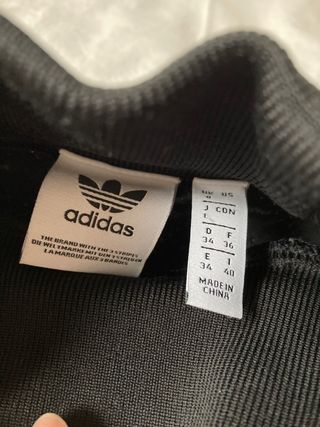 adidas
THE BRAND WITH THE 3 STRIPES
DIE WELTMARKE MIT DEN 3 STREIFEN
LA MARQUE AUX 3 BANDES
UK US
J CDN
D F
34 36
E I
34 40
MADE IN
CHINA